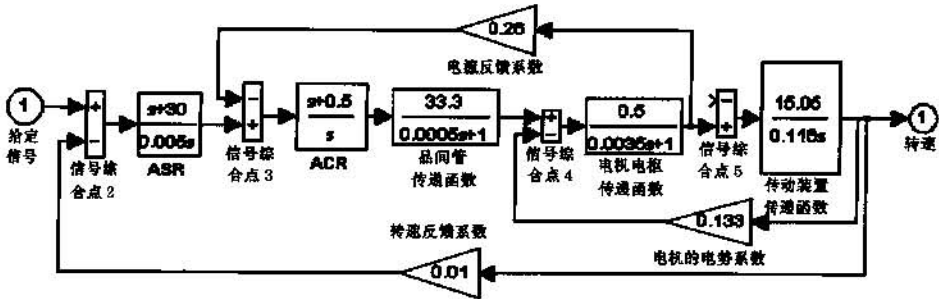 0.26
电流反馈系数
1
给定
信号
+
-
信号综
合点2
s+30
0.005s
ASR
-
+
信号综
合点3
s+0.5
s
ACR
33.3
0.0005s+1
晶闸管
传递函数
+
-
信号综
合点4
0.5
0.0035s+1
电机电枢
传递函数
-
+
信号综
合点5
15.05
0.116s
传动装置
传递函数
1
转速
0.133
电机的电势系数
转速反馈系数
0.01